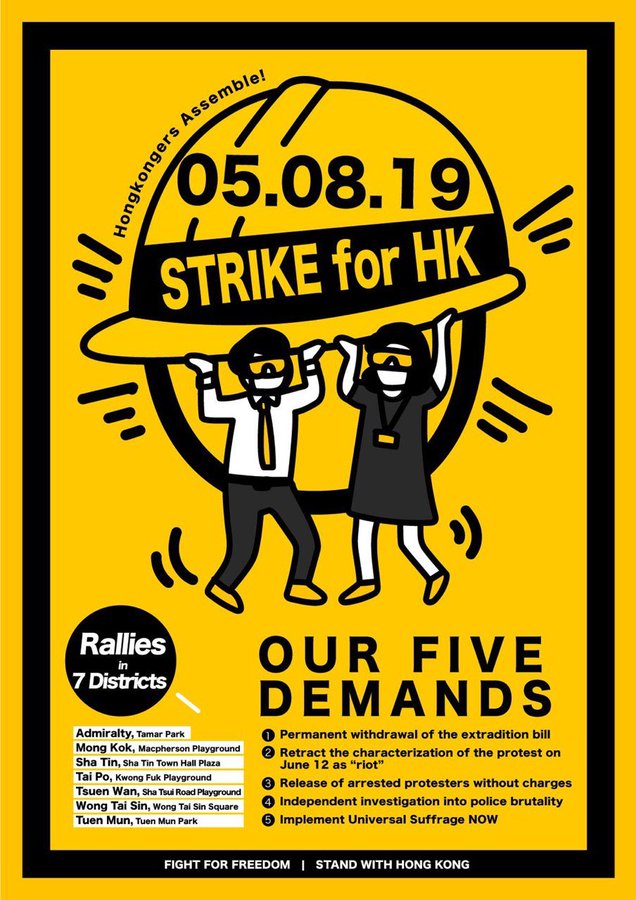 Hongkongers Assemble!
05.08.19
STRIKE for HK
Rallies
in
7 Districts
Admiralty, Tamar Park
Mong Kok, Macpherson Playground
Sha Tin, Sha Tin Town Hall Plaza
Tai Po, Kwong Fuk Playground
Tsuen Wan, Sha Tsui Road Playground
Wong Tai Sin, Wong Tai Sin Square
Tuen Mun, Tuen Mun Park
OUR FIVE
DEMANDS
1 Permanent withdrawal of the extradition bill
2 Retract the characterization of the protest on
June 12 as “riot”
3 Release of arrested protesters without charges
4 Independent investigation into police brutality
5 Implement Universal Suffrage NOW
FIGHT FOR FREEDOM | STAND WITH HONG KONG